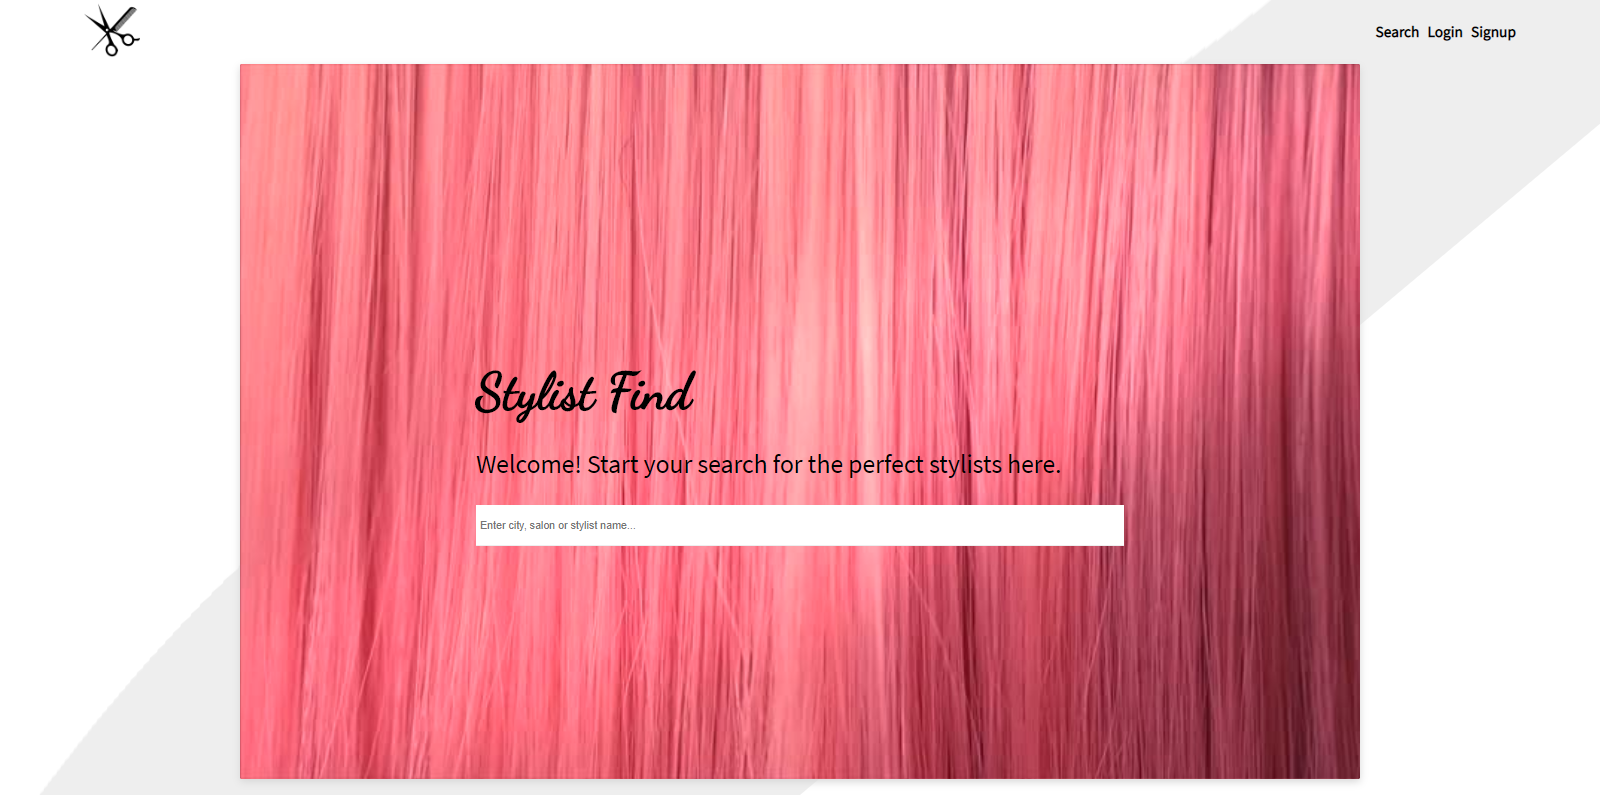 Search Login Signup
Stylist Find
Welcome! Start your search for the perfect stylists here.
Enter city, salon or stylist name...